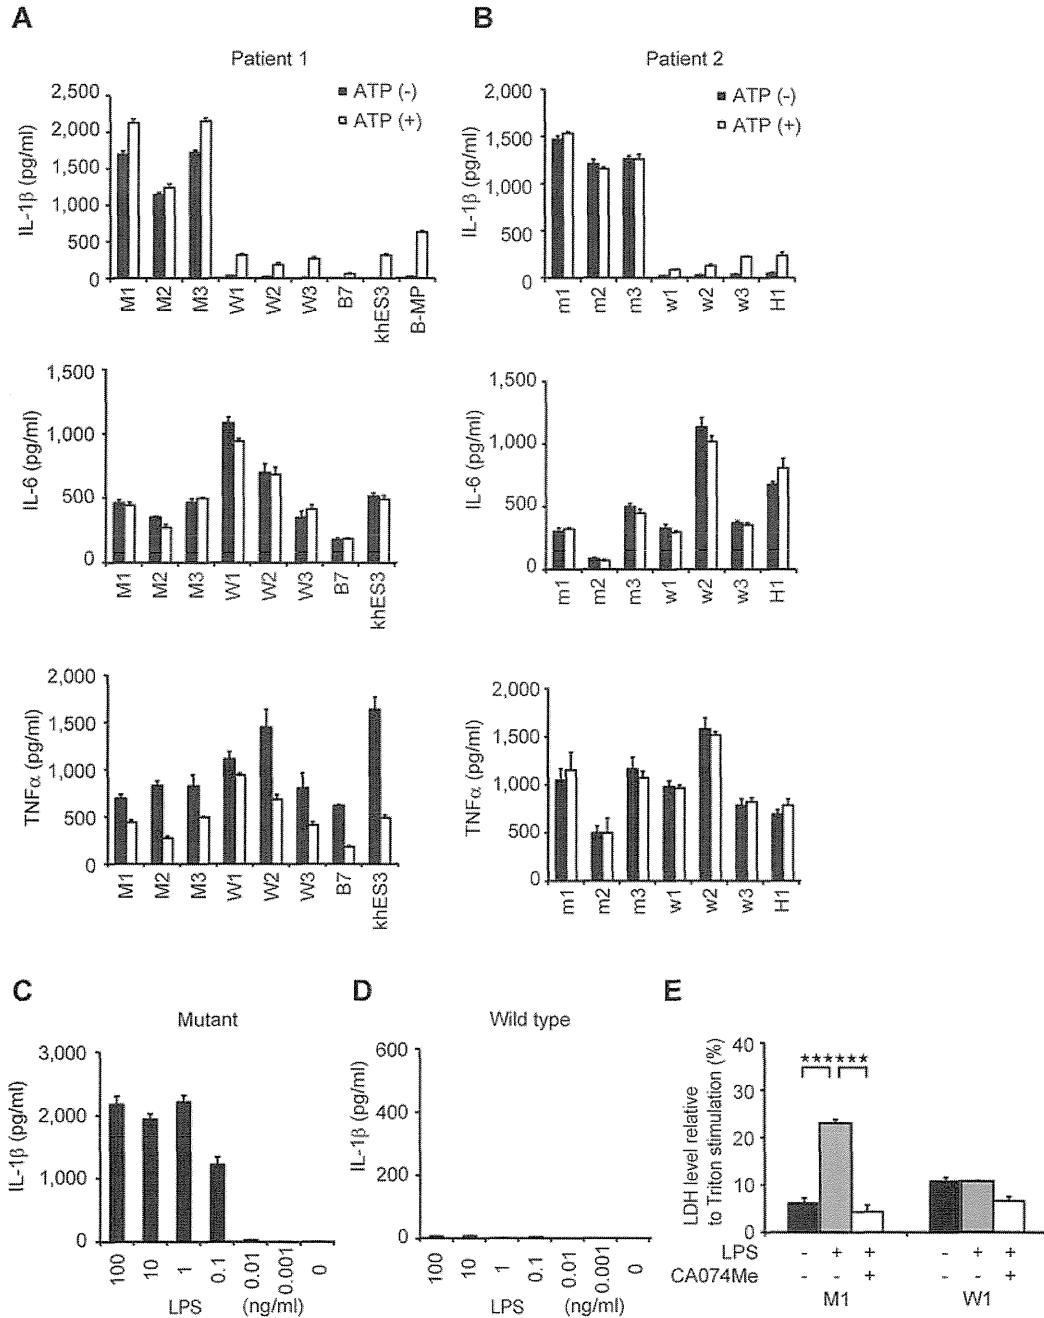 A
Patient 1
ATP (-)
ATP (+)
IL-1β (pg/ml)
2,500
2,000
1,500
1,000
500
0
M1
M2
M3
W1
W2
W3
B7
khES3
B-MP
B
Patient 2
ATP (-)
ATP (+)
IL-1β (pg/ml)
2,000
1,500
1,000
500
0
m1
m2
m3
w1
w2
w3
H1
IL-6 (pg/ml)
1,500
1,000
500
0
M1
M2
M3
W1
W2
W3
B7
khES3
IL-6 (pg/ml)
1,500
1,000
500
0
m1
m2
m3
w1
w2
w3
H1
TNFα (pg/ml)
2,000
1,500
1,000
500
0
M1
M2
M3
W1
W2
W3
B7
khES3
TNFα (pg/ml)
2,000
1,500
1,000
500
0
m1
m2
m3
w1
w2
w3
H1
C
Mutant
IL-1β (pg/ml)
3,000
2,000
1,000
0
100
10
1
0.1
0.01
0.001
0
LPS (ng/ml)
D
Wild type
IL-1β (pg/ml)
600
400
200
0
100
10
1
0.1
0.01
0.001
0
LPS (ng/ml)
E
LDH level relative
to Triton stimulation (%)
40
30
20
10
0
★★★★★★
LPS - + + - + +
CA074Me - - + - - +
M1 W1